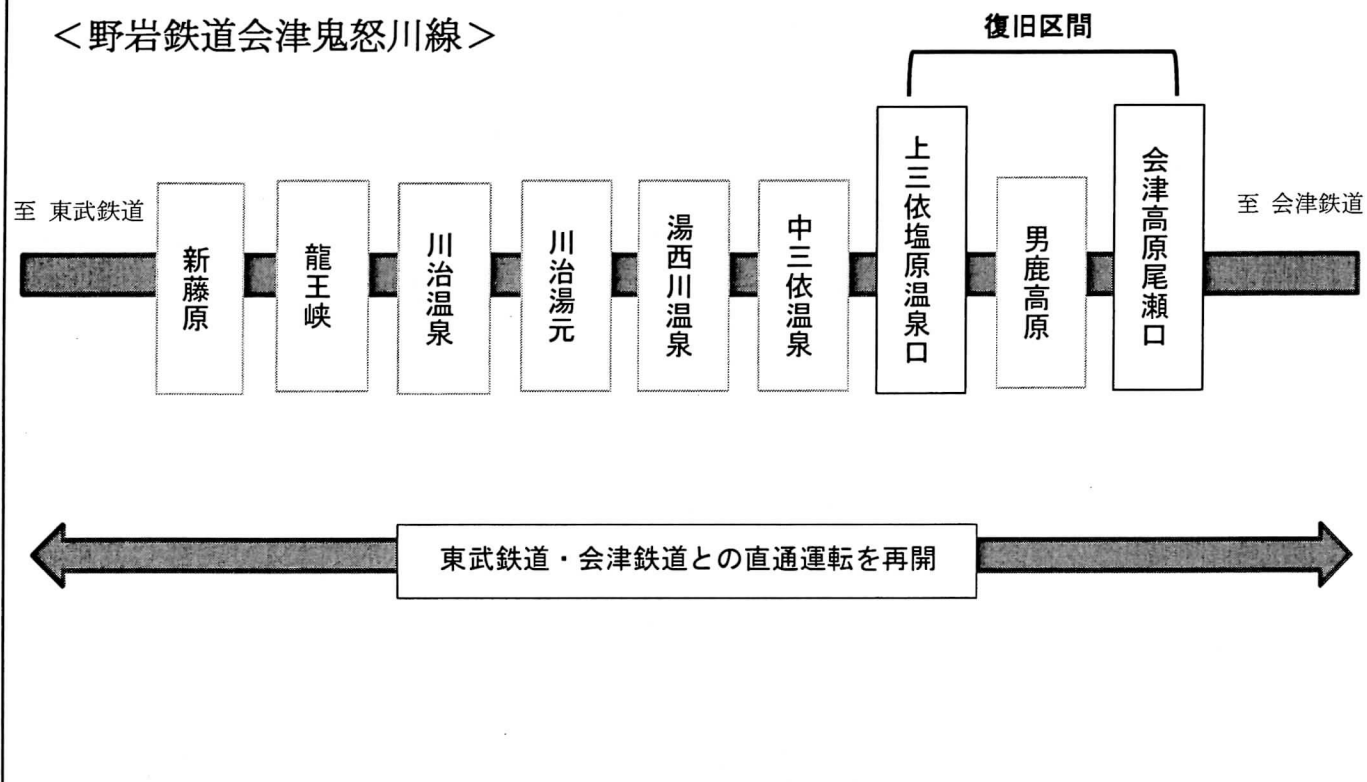 ＜野岩鉄道会津鬼怒川線＞
復旧区間
至 東武鉄道
新藤原
龍王峡
川治温泉
川治湯元
湯西川温泉
中三依温泉
上三依塩原温泉口
男鹿高原
会津高原尾瀬口
至 会津鉄道
東武鉄道・会津鉄道との直通運転を再開